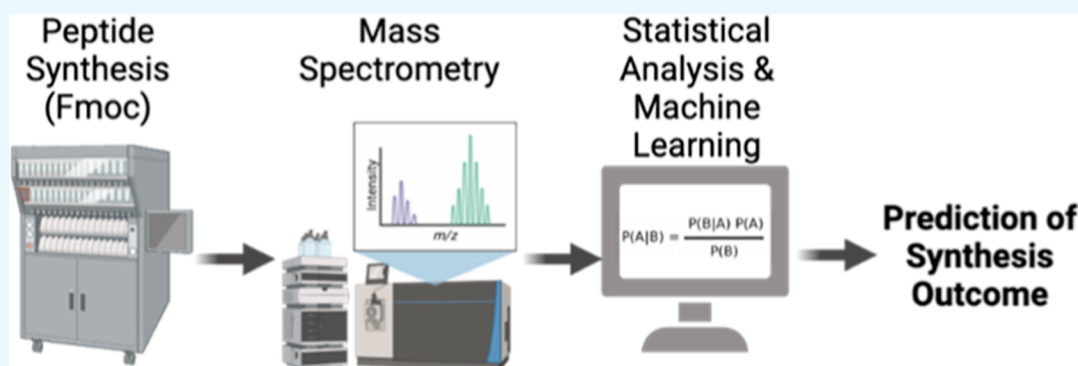 Peptide
Synthesis
(Fmoc)
Mass
Spectrometry
Intensity
m/z
Statistical
Analysis &
Machine
Learning
P(A|B) = P(B|A) P(A)
P(B)
Prediction of
Synthesis
Outcome